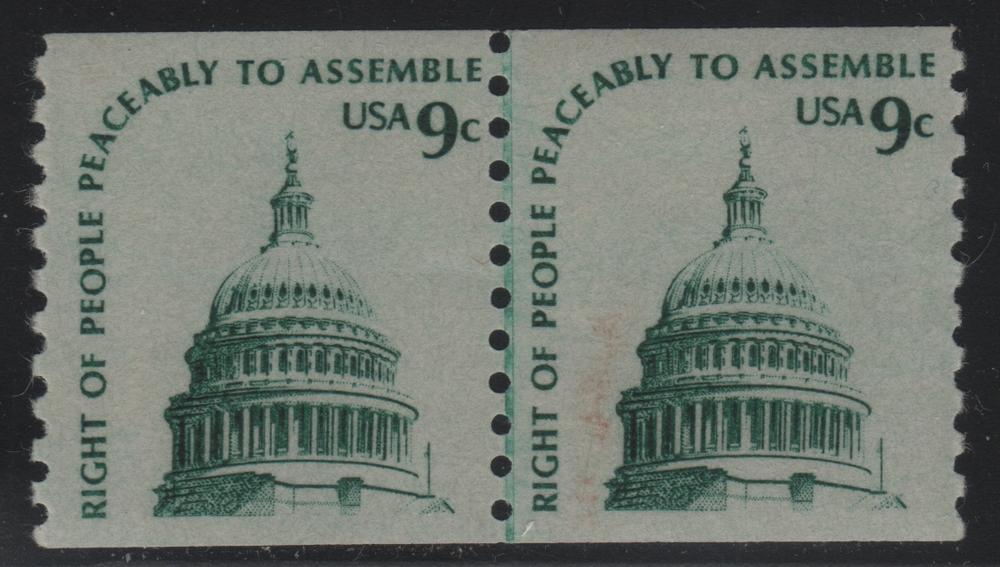 RIGHT OF PEOPLE PEACEABLY TO ASSEMBLE
USA 9c
RIGHT OF PEOPLE PEACEABLY TO ASSEMBLE
USA 9c